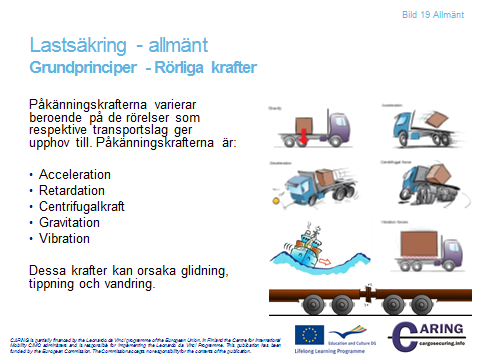 Bild 19 Allmänt
Lastsäkring - allmänt
Grundprinciper - Rörliga krafter
Påkänningskrafterna varierar
beroende på de rörelser som
respektive transportslag ger
upphov till. Påkänningskrafterna är:
• Acceleration
• Retardation
• Centrifugalkraft
• Gravitation
• Vibration
Dessa krafter kan orsaka glidning,
tippning och vandring.
Gravity
Acceleration
Deceleration
Centrifugal force
Vibration forces
CARING is partially financed by the Leonardo da Vinci programme of the European Union. In Finland the Centre for International
Mobility CIMO administers and is responsible for implementing the Leonardo da Vinci Programme. This publication has been
funded by European Commission. The Commission accepts no responsibility for the contents of the publication.
Education and Culture DG
Lifelong Learning Programme
CARING
cargosecuring.info